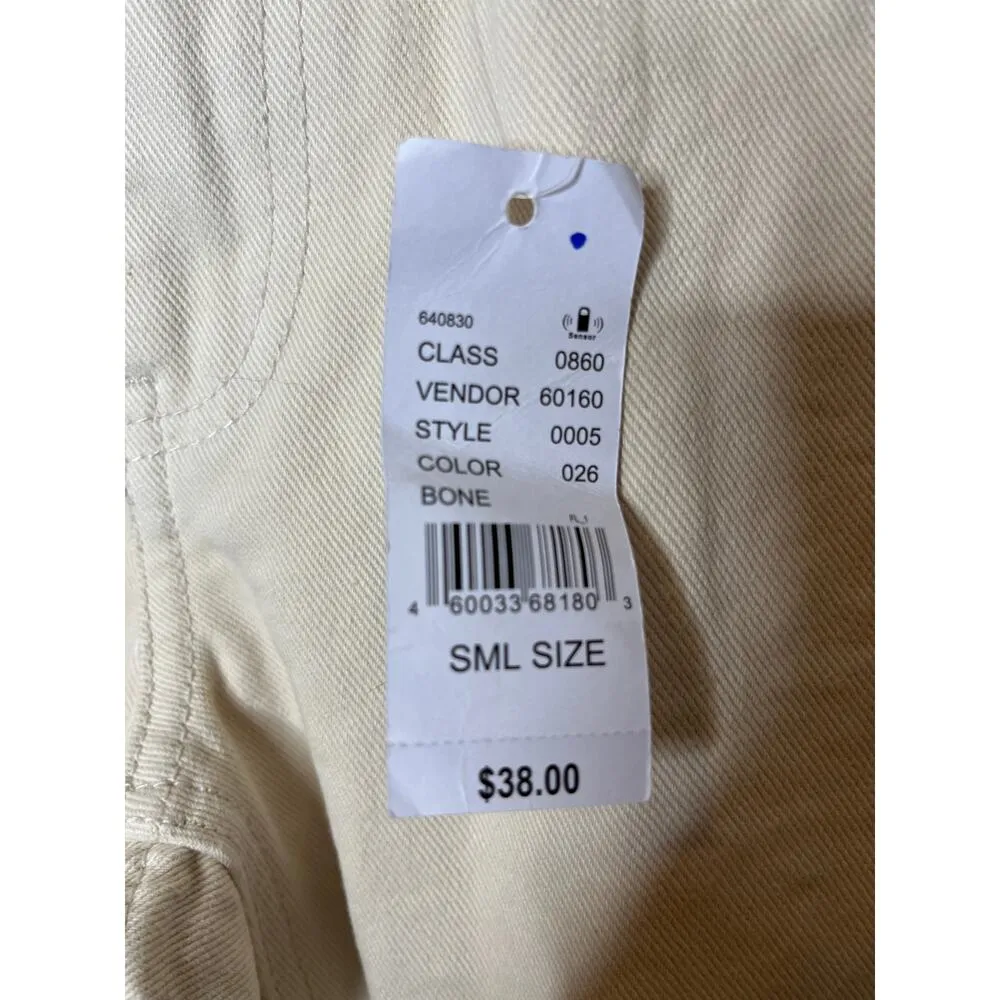 640830
Sensor
CLASS 0860
VENDOR 60160
STYLE 0005
COLOR 026
BONE
4 60033 68180 3
SML SIZE
$38.00